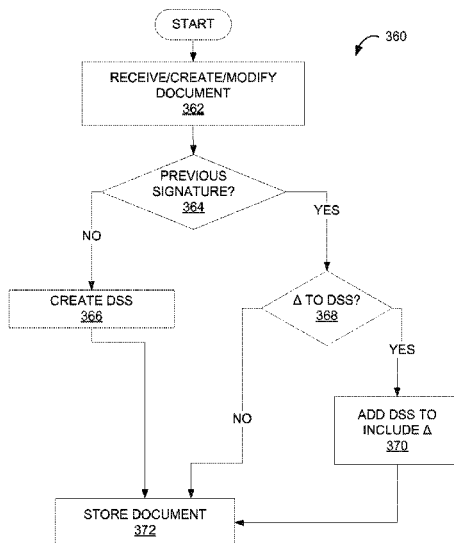 START
360
RECEIVE/CREATE/MODIFY
DOCUMENT
362
PREVIOUS
SIGNATURE?
364
YES
NO
CREATE DSS
366
Δ TO DSS?
368
YES
NO
ADD DSS TO
INCLUDE Δ
370
STORE DOCUMENT
372